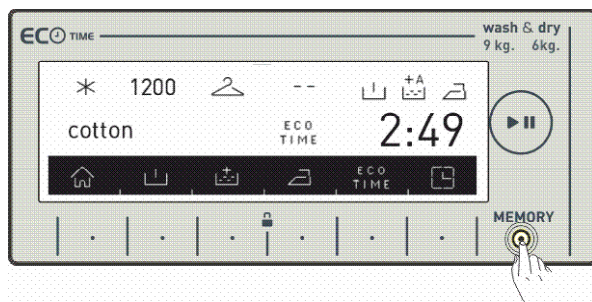 ECO TIME
wash & dry
9 kg. 6kg.
1200 -- +A
cotton ECO TIME 2:49
ECO TIME
MEMORY